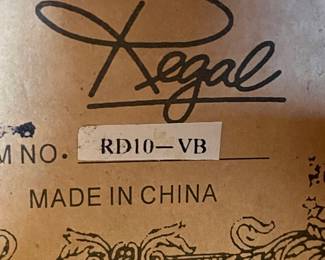 Regal
M NO. RD10-VB
MADE IN CHINA